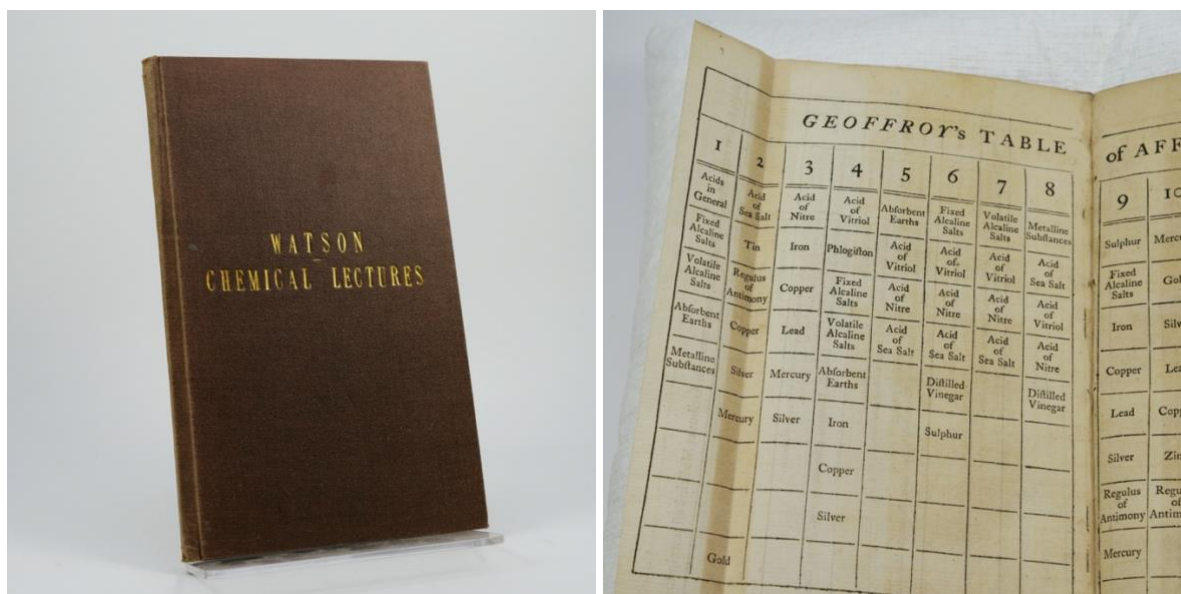 WATSON
CHEMICAL LECTURES
GEOFFROY's TABLE
1
Acids
in
General
Fixed
Alcaline
Salts
Volatile
Alcaline
Salts
Abſorbent
Earths
Metalline
Subſtances
2
Acid
of
Sea Salt
Tin
Regulus
of
Antimony
Copper
Silver
Mercury
Gold
3
Acid
of
Nitre
Iron
Copper
Lead
Mercury
Silver
4
Acid
of
Vitriol
Phlogiſton
Fixed
Alcaline
Salts
Volatile
Alcaline
Salts
Abſorbent
Earths
Iron
Copper
Silver
5
Abſorbent
Earths
Acid
of
Vitriol
Acid
of
Nitre
Acid
of
Sea Salt
6
Fixed
Alcaline
Salts
Acid
of
Vitriol
Acid
of
Nitre
Acid
of
Sea Salt
Diſtilled
Vinegar
Sulphur
7
Volatile
Alcaline
Salts
Acid
of
Vitriol
Acid
of
Nitre
Acid
of
Sea Salt
8
Metalline
Subſtances
Acid
of
Sea Salt
Acid
of
Vitriol
Acid
of
Nitre
Diſtilled
Vinegar
of AFF
9
Sulphur
Fixed
Alcaline
Salts
Iron
Copper
Lead
Silver
Regulus
of
Antimony
Mercury
10